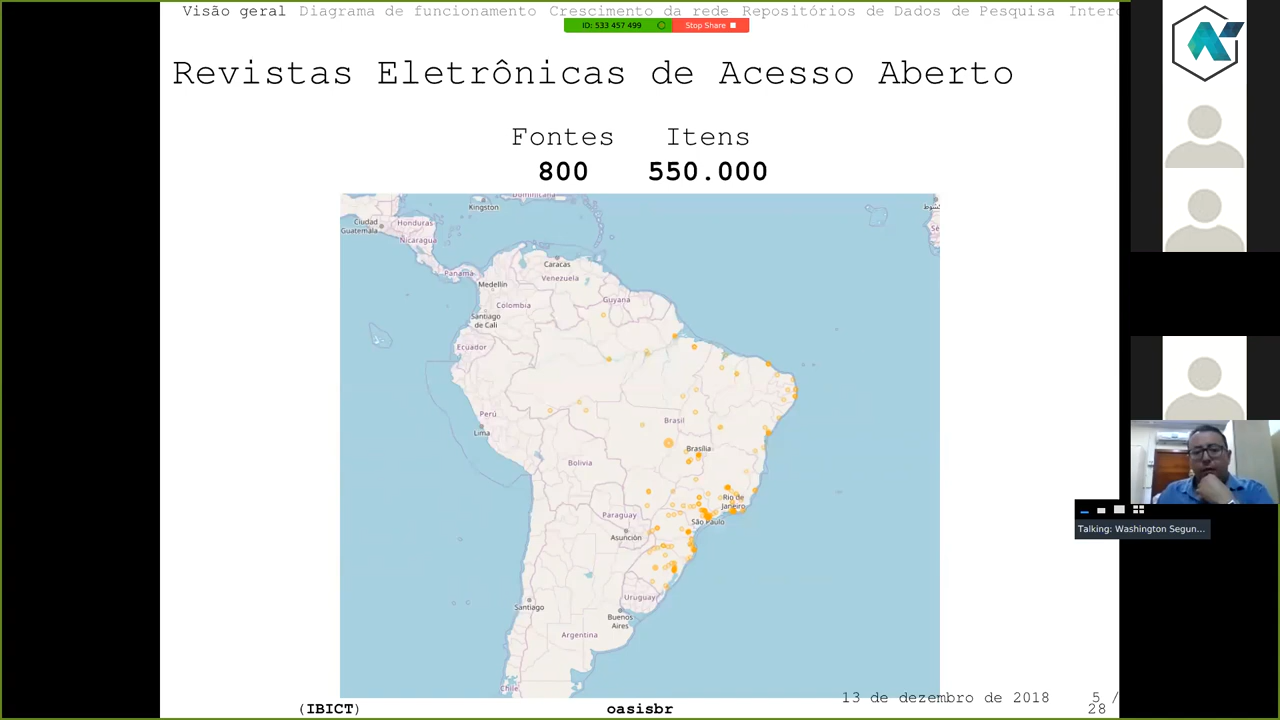 Visão geral Diagrama de funcionamento Crescimento da rede Repositórios de Dados de Pesquisa
ID: 533 457 499 Stop Share
Revistas Eletrônicas de Acesso Aberto
Fontes Itens
800 550.000
Dominicana
Kingston
Ciudad
Guatemala
Honduras
Nicaragua
Caracas
Panama
Venezuela
Medellín
Guyana
Colombia
Santiago
de Cali
Ecuador
Perú
Brasil
Lima
Brasília
Bolivia
Rio de
Janeiro
Paraguay
São Paulo
Asunción
Talking: Washington Segun...
Uruguay
Santiago
Buenos
Aires
Argentina
Chile
13 de dezembro de 2018 5 /
(IBICT) oasisbr 28